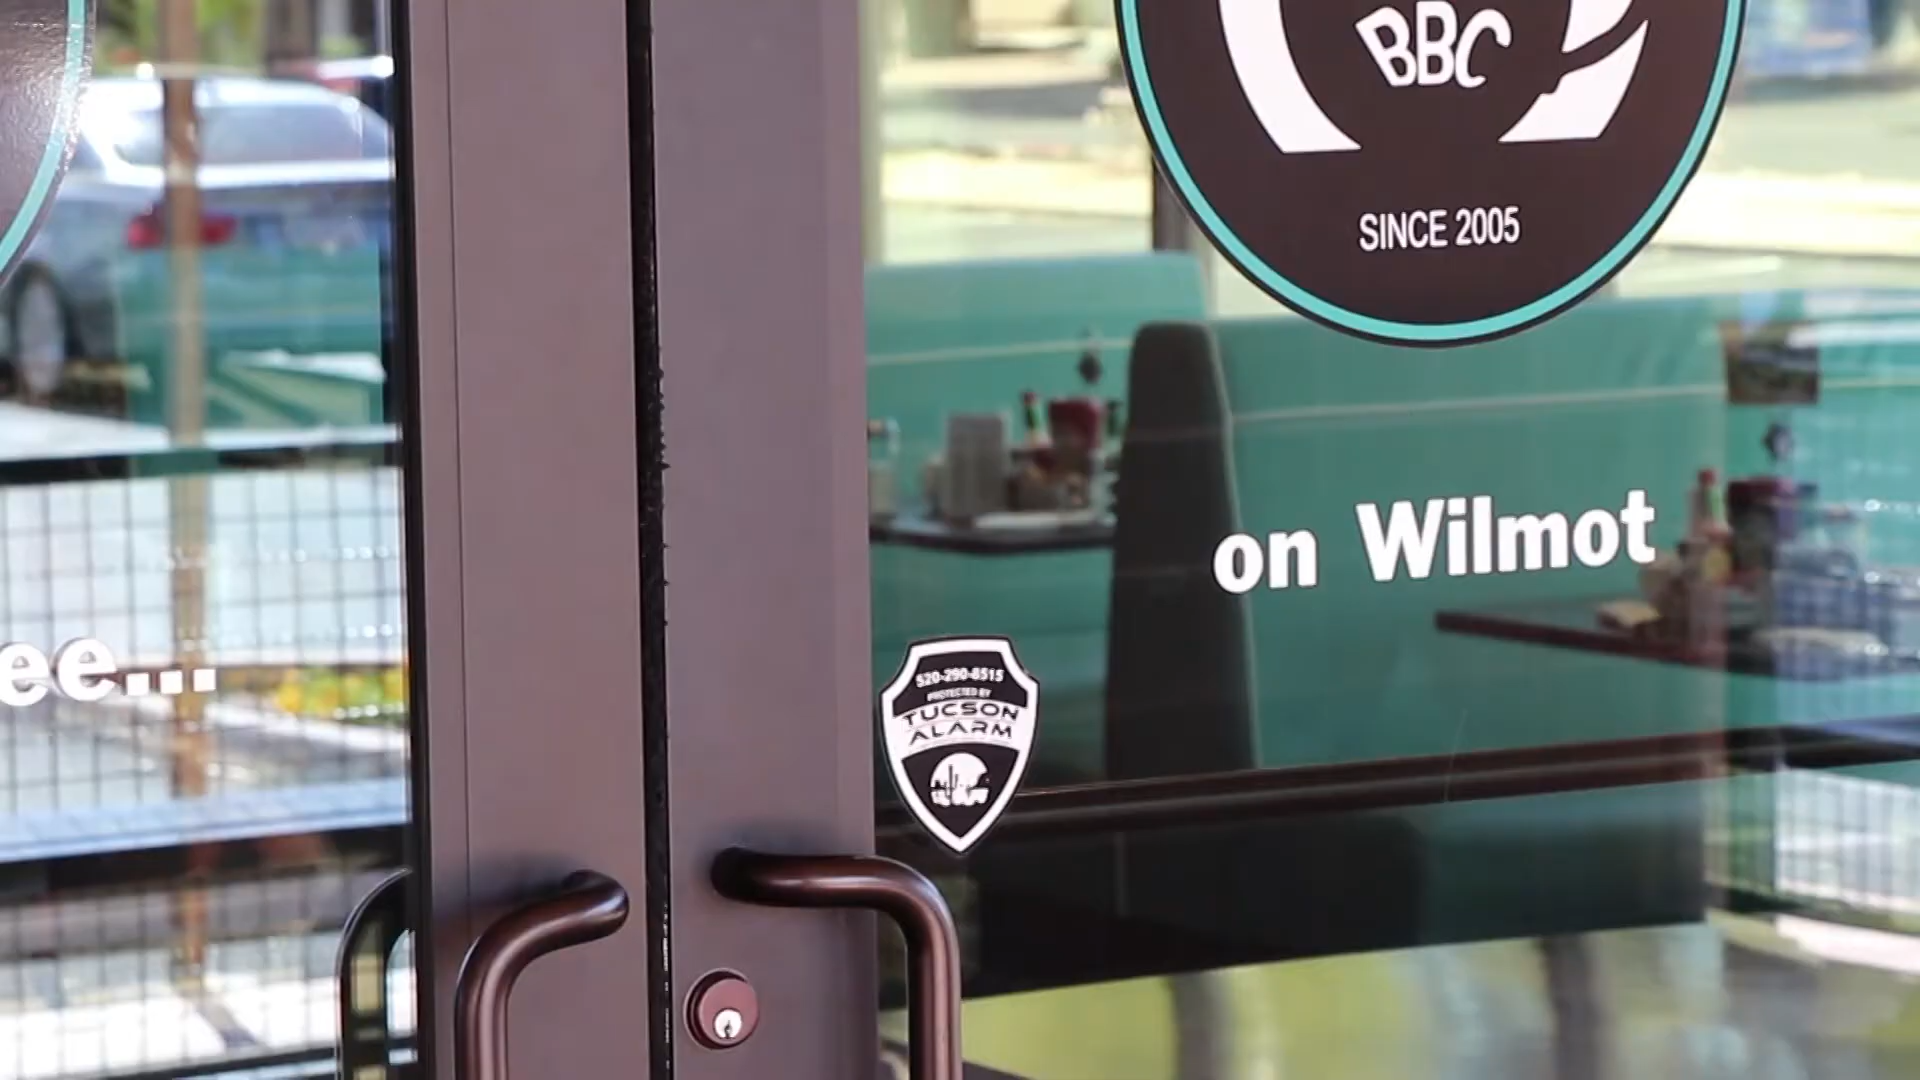 BBC
SINCE 2005
on Wilmot
ee...
520-290-8515
PROTECTED BY
TUCSON
ALARM